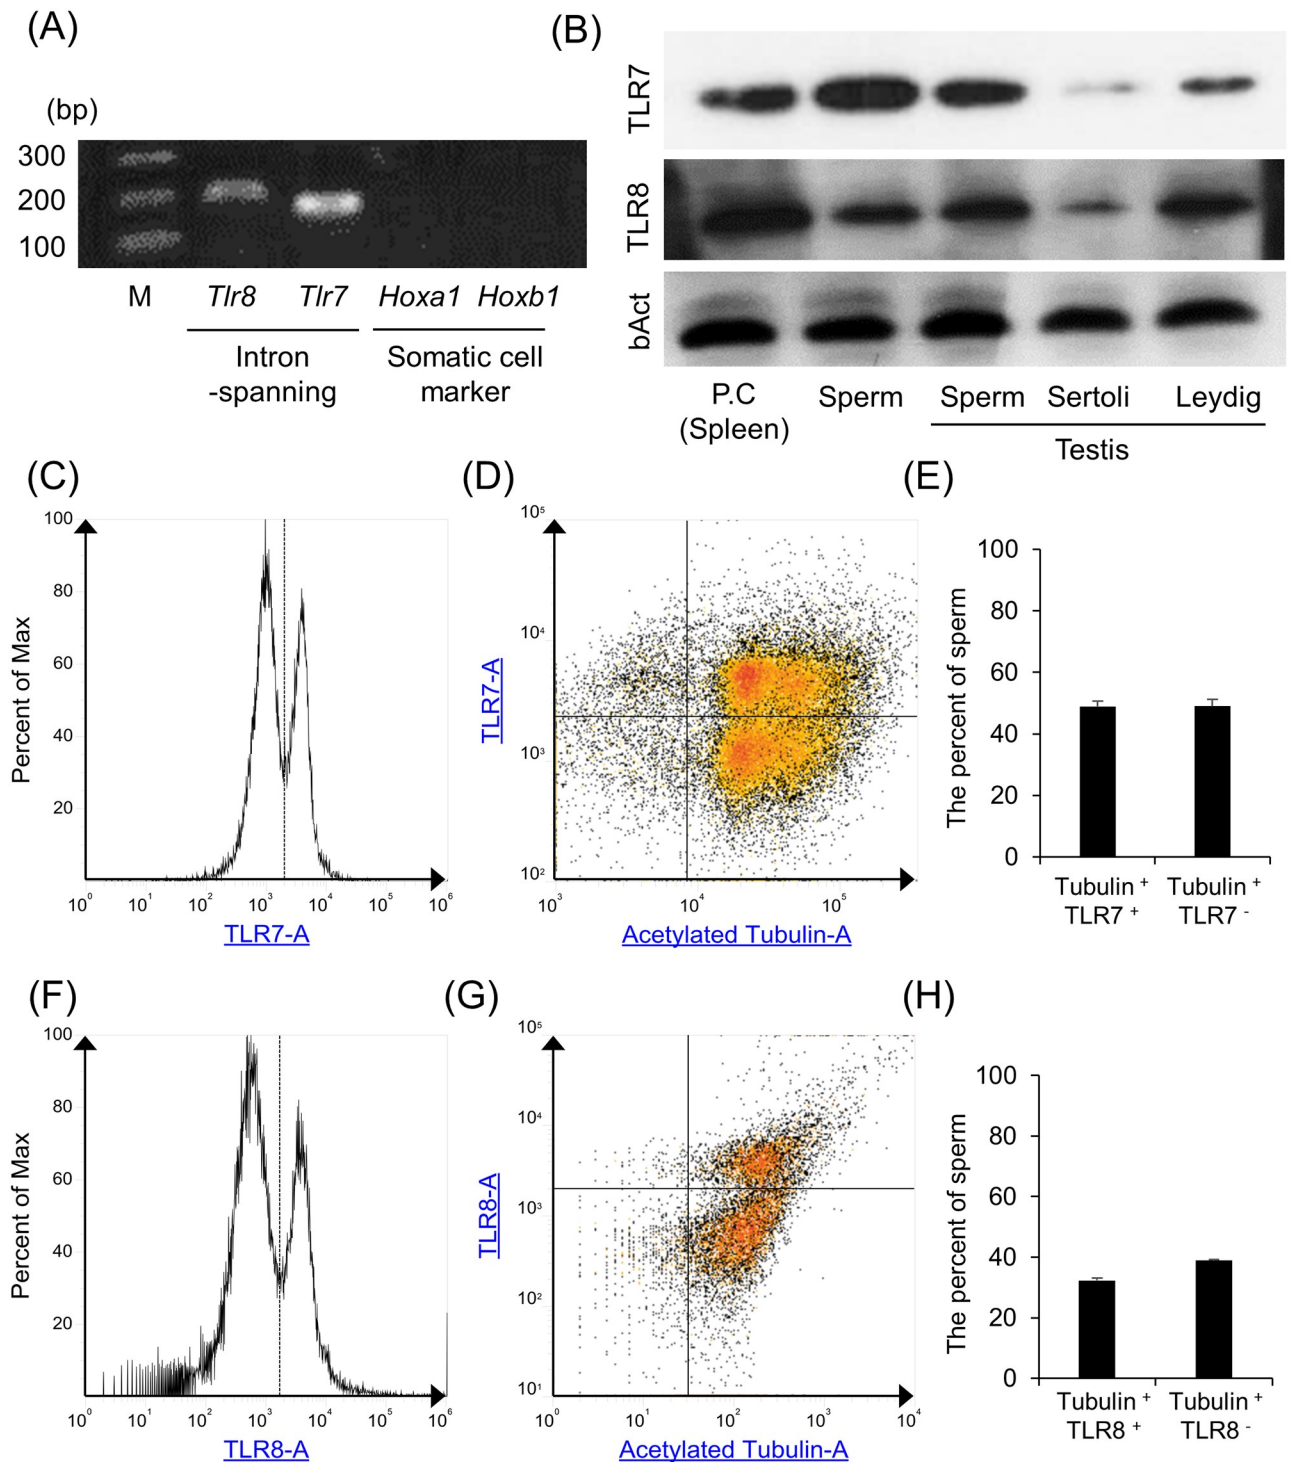 (A)
(bp)
300
200
100
M Tlr8 Tlr7 Hoxa1 Hoxb1
Intron
-spanning
Somatic cell
marker
(B)
TLR7
TLR8
bAct
P.C
(Spleen)
Sperm
Sperm Sertoli Leydig
Testis
(C)
Percent of Max
100
80
60
40
20
10⁰ 10¹ 10² 10³ 10⁴ 10⁵ 10⁶
TLR7-A
(D)
TLR7-A
10⁵
10⁴
10³
10²
10³ 10⁴ 10⁵
Acetylated Tubulin-A
(E)
The percent of sperm
100
80
60
40
20
0
Tubulin ⁺
TLR7 ⁺
Tubulin ⁺
TLR7 ⁻
(F)
Percent of Max
100
80
60
40
20
10⁰ 10¹ 10² 10³ 10⁴ 10⁵ 10⁶
TLR8-A
(G)
TLR8-A
10⁵
10⁴
10³
10²
10¹
10⁰ 10¹ 10² 10³ 10⁴
Acetylated Tubulin-A
(H)
The percent of sperm
100
80
60
40
20
0
Tubulin ⁺
TLR8 ⁺
Tubulin ⁺
TLR8 ⁻